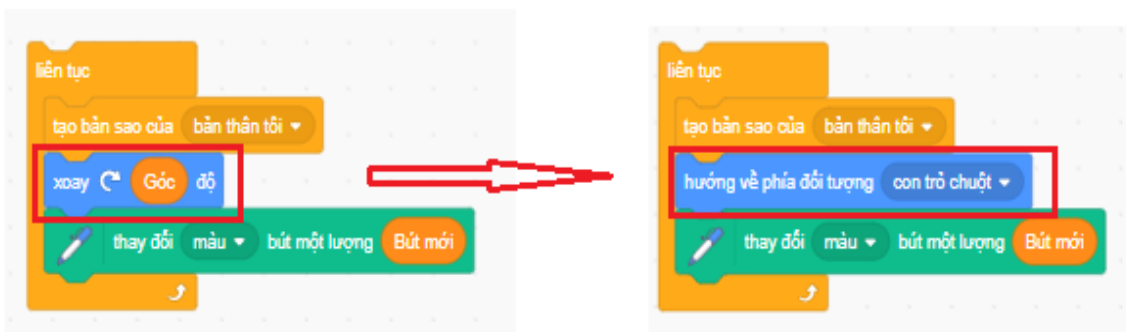 liên tục
tạo bản sao của bản thân tôi
xoay Góc độ
thay đổi màu bút một lượng Bút mới
liên tục
tạo bản sao của bản thân tôi
hướng về phía đối tượng con trỏ chuột
thay đổi màu bút một lượng Bút mới